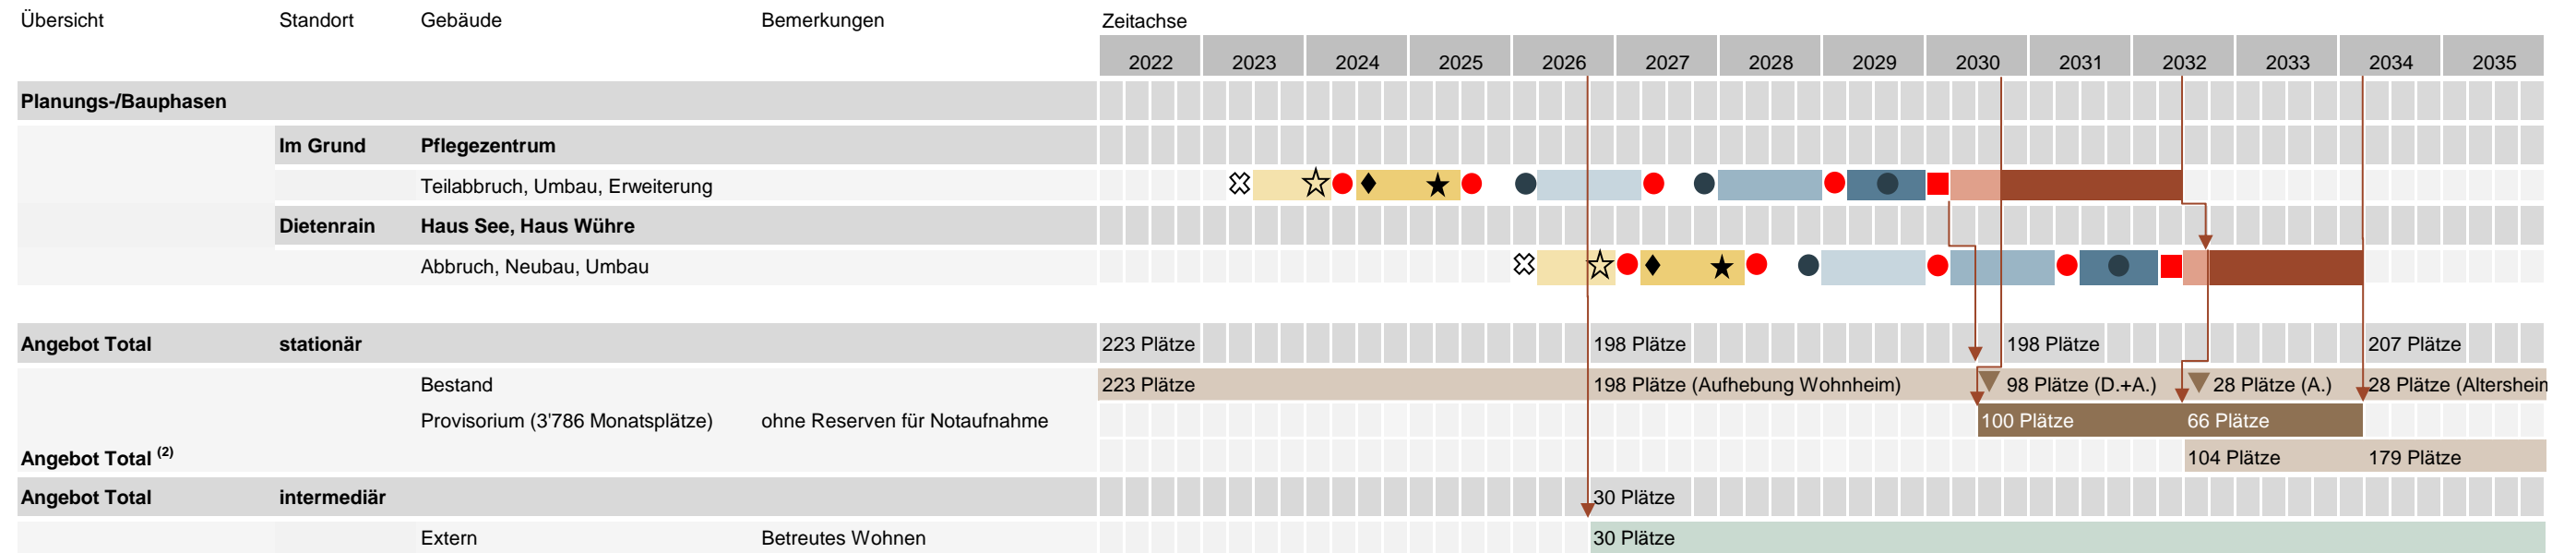 Übersicht Standort Gebäude Bemerkungen Zeitachse
2022 2023 2024 2025 2026 2027 2028 2029 2030 2031 2032 2033 2034 2035
Planungs-/Bauphasen
Im Grund Pflegezentrum
Teilabbruch, Umbau, Erweiterung
Dietenrain Haus See, Haus Wühre
Abbruch, Neubau, Umbau
Angebot Total stationär 223 Plätze 198 Plätze 198 Plätze 207 Plätze
Bestand 223 Plätze 198 Plätze (Aufhebung Wohnheim) 98 Plätze (D.+A.) 28 Plätze (A.) 28 Plätze (Altersheim
Provisorium (3'786 Monatsplätze) ohne Reserven für Notaufnahme 100 Plätze 66 Plätze
Angebot Total (2) 104 Plätze 179 Plätze
Angebot Total intermediär 30 Plätze
Extern Betreutes Wohnen 30 Plätze